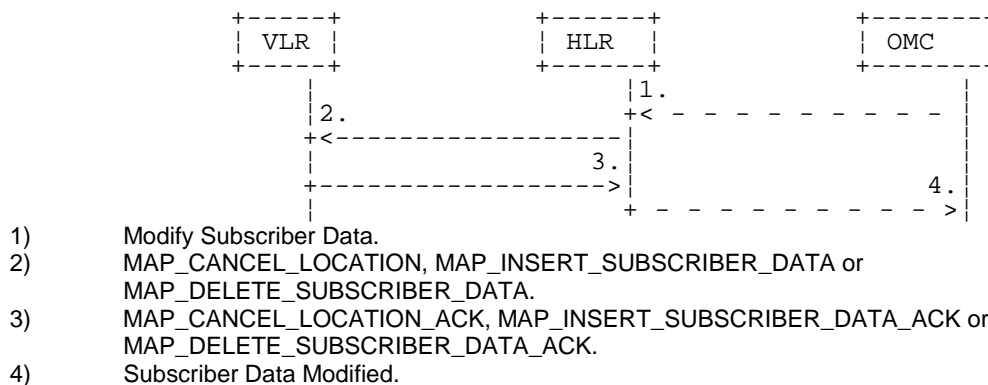 VLR HLR OMC
1.
2.
3.
4.
1) Modify Subscriber Data.
2) MAP_CANCEL_LOCATION, MAP_INSERT_SUBSCRIBER_DATA or
MAP_DELETE_SUBSCRIBER_DATA.
3) MAP_CANCEL_LOCATION_ACK, MAP_INSERT_SUBSCRIBER_DATA_ACK or
MAP_DELETE_SUBSCRIBER_DATA_ACK.
4) Subscriber Data Modified.